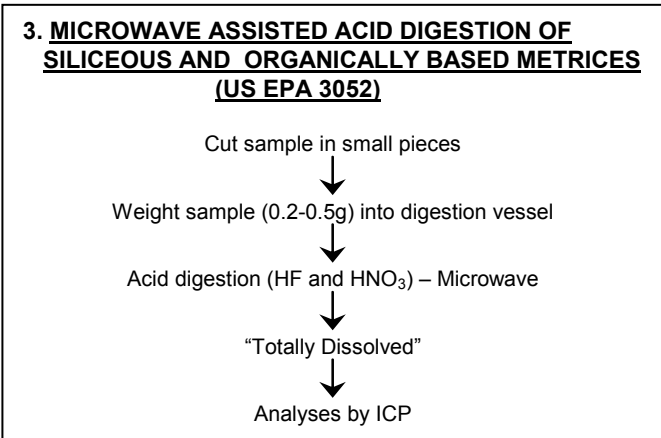 3. MICROWAVE ASSISTED ACID DIGESTION OF
SILICEOUS AND ORGANICALLY BASED METRICES
(US EPA 3052)
Cut sample in small pieces
Weight sample (0.2-0.5g) into digestion vessel
Acid digestion (HF and HNO₃) – Microwave
“Totally Dissolved”
Analyses by ICP